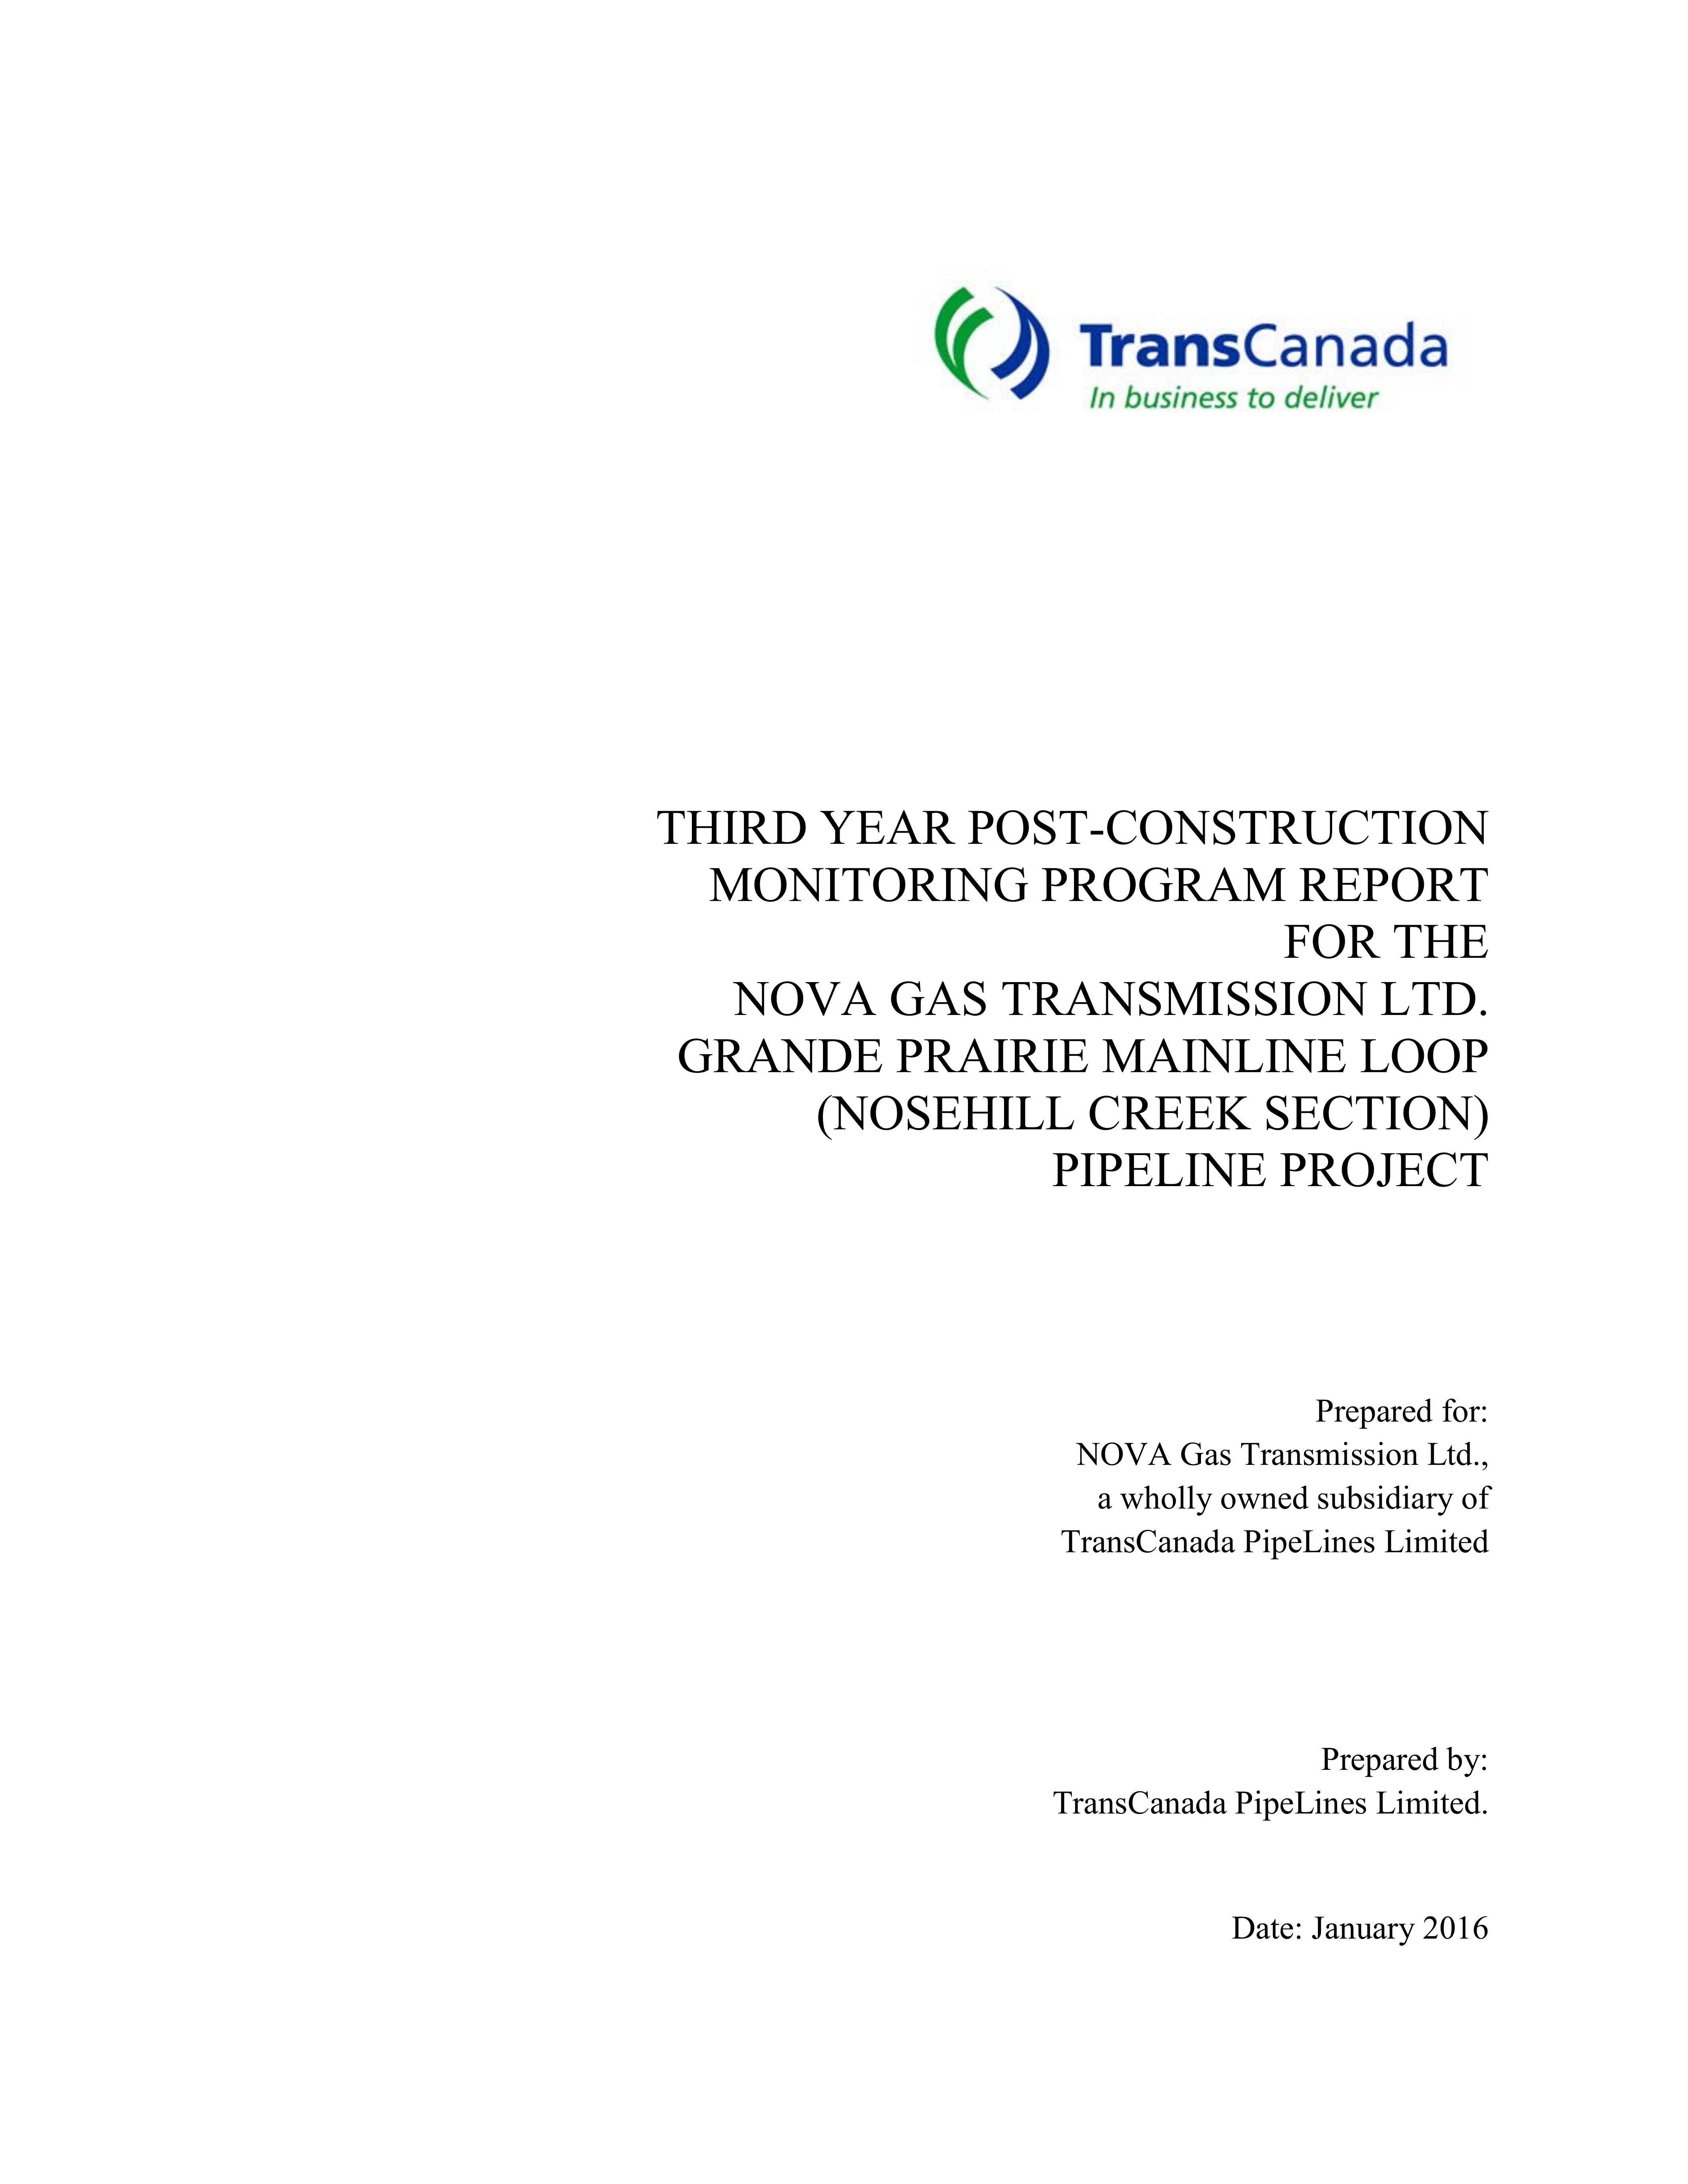 TransCanada
In business to deliver
THIRD YEAR POST-CONSTRUCTION
MONITORING PROGRAM REPORT
FOR THE
NOVA GAS TRANSMISSION LTD.
GRANDE PRAIRIE MAINLINE LOOP
(NOSEHILL CREEK SECTION)
PIPELINE PROJECT
Prepared for:
NOVA Gas Transmission Ltd.,
a wholly owned subsidiary of
TransCanada PipeLines Limited
Prepared by:
TransCanada PipeLines Limited.
Date: January 2016